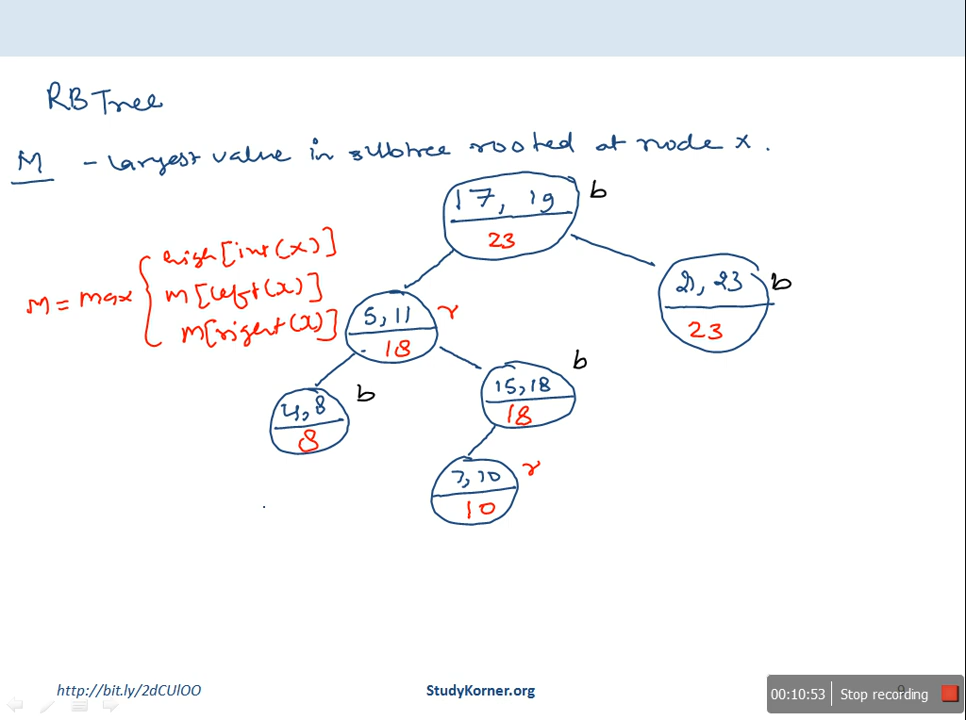 RB Tree
M - largest value in subtree rooted at node x.
17, 19 b
23
M = max { high[int(x)]
m[left(x)]
m[right(x)]
21, 23 b
23
5, 11 r
18
15, 18 b
18
4, 8 b
8
7, 10 r
10
http://bit.ly/2dCUlOO
StudyKorner.org
9
00:10:53 Stop recording